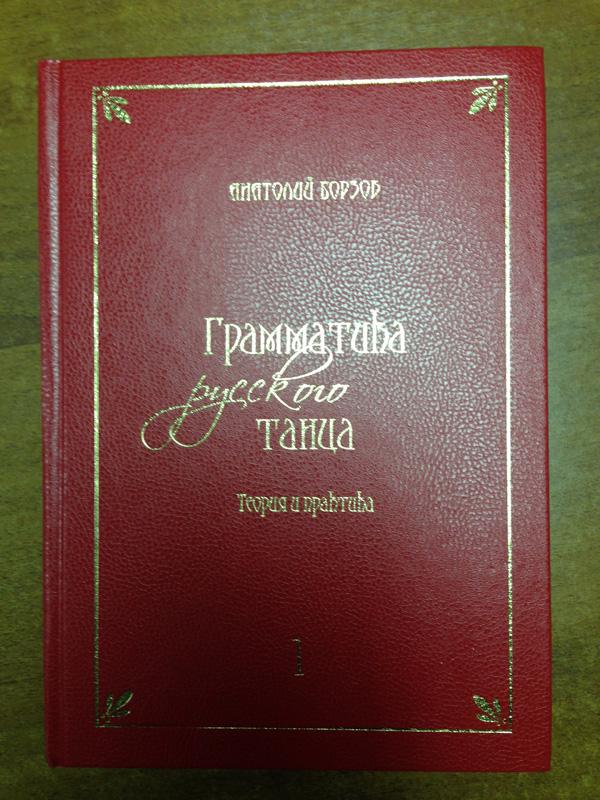 Анатолий Борзов
Грамматика
русского
танца
Теория и практика
1